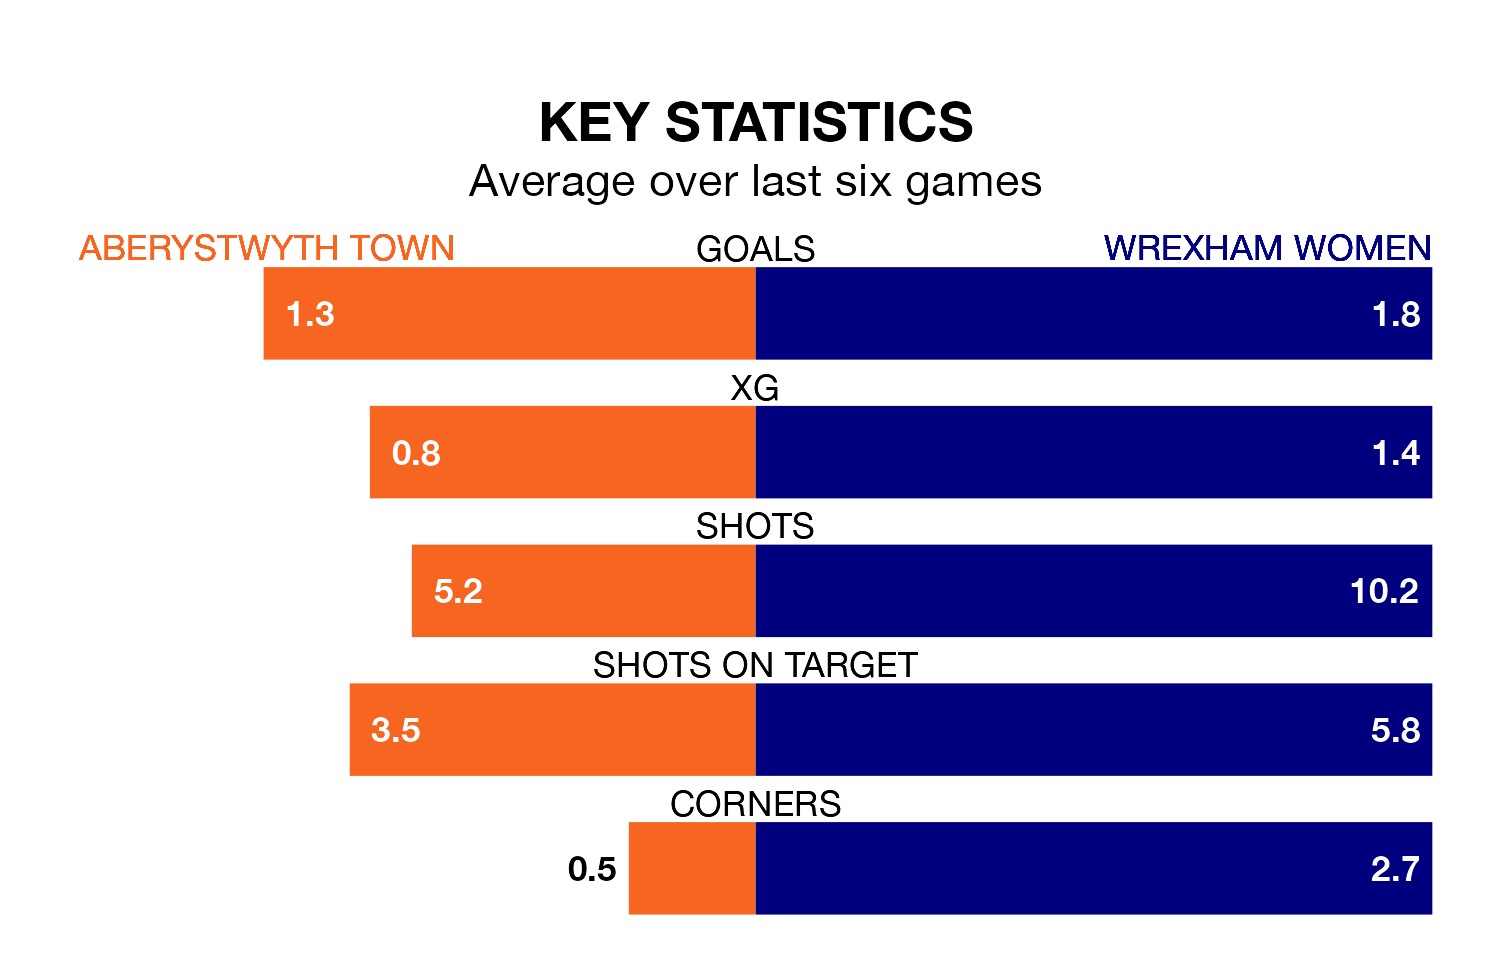 KEY STATISTICS
Average over last six games
ABERYSTWYTH TOWN GOALS WREXHAM WOMEN
1.3 1.8
XG
0.8 1.4
SHOTS
5.2 10.2
SHOTS ON TARGET
3.5 5.8
CORNERS
0.5 2.7